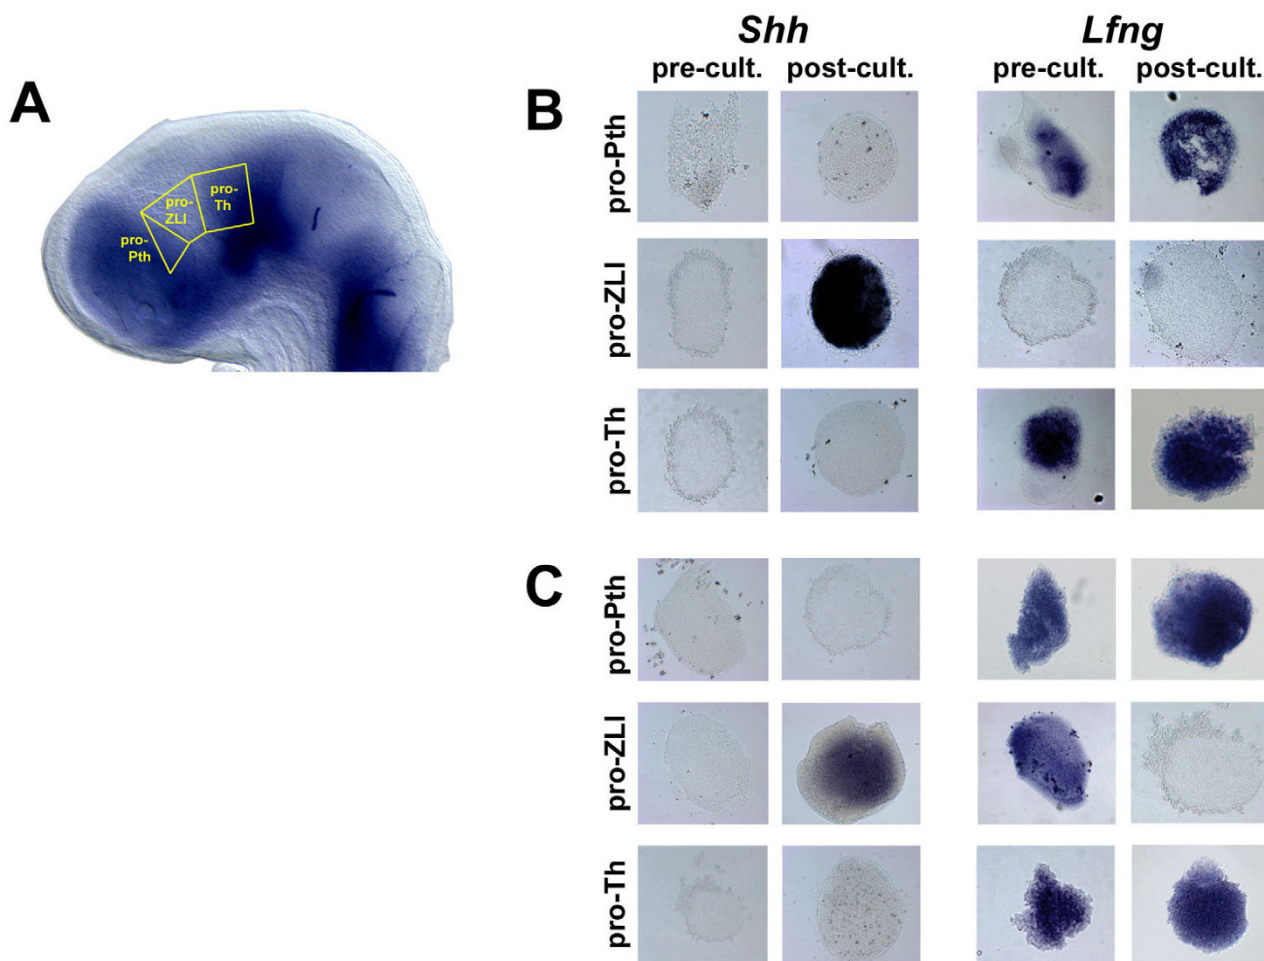 Shh Lfng
pre-cult. post-cult. pre-cult. post-cult.
A
pro-
Pth
pro-
ZLI
pro-
Th
B
pro-Pth
pro-ZLI
pro-Th
C
pro-Pth
pro-ZLI
pro-Th